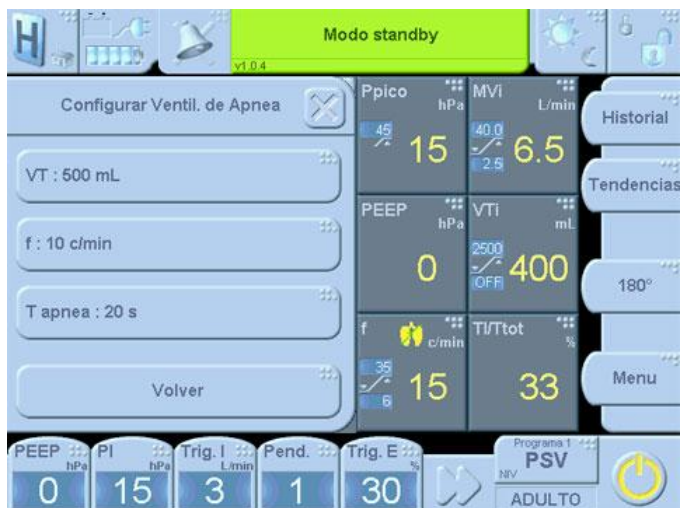 H
Modo standby
v1.0.4
Configurar Ventil. de Apnea
VT : 500 mL
f : 10 c/min
T apnea : 20 s
Volver
Ppico
hPa
45
15
MVi
L/min
40.0
2.5
6.5
PEEP
hPa
0
VTi
mL
2500
OFF
400
f
c/min
35
6
15
TI/Ttot
%
33
Historial
Tendencias
180°
Menu
PEEP
hPa
0
PI
hPa
15
Trig. I
L/min
3
Pend.
1
Trig. E
%
30
Programa 1
PSV
NIV
ADULTO